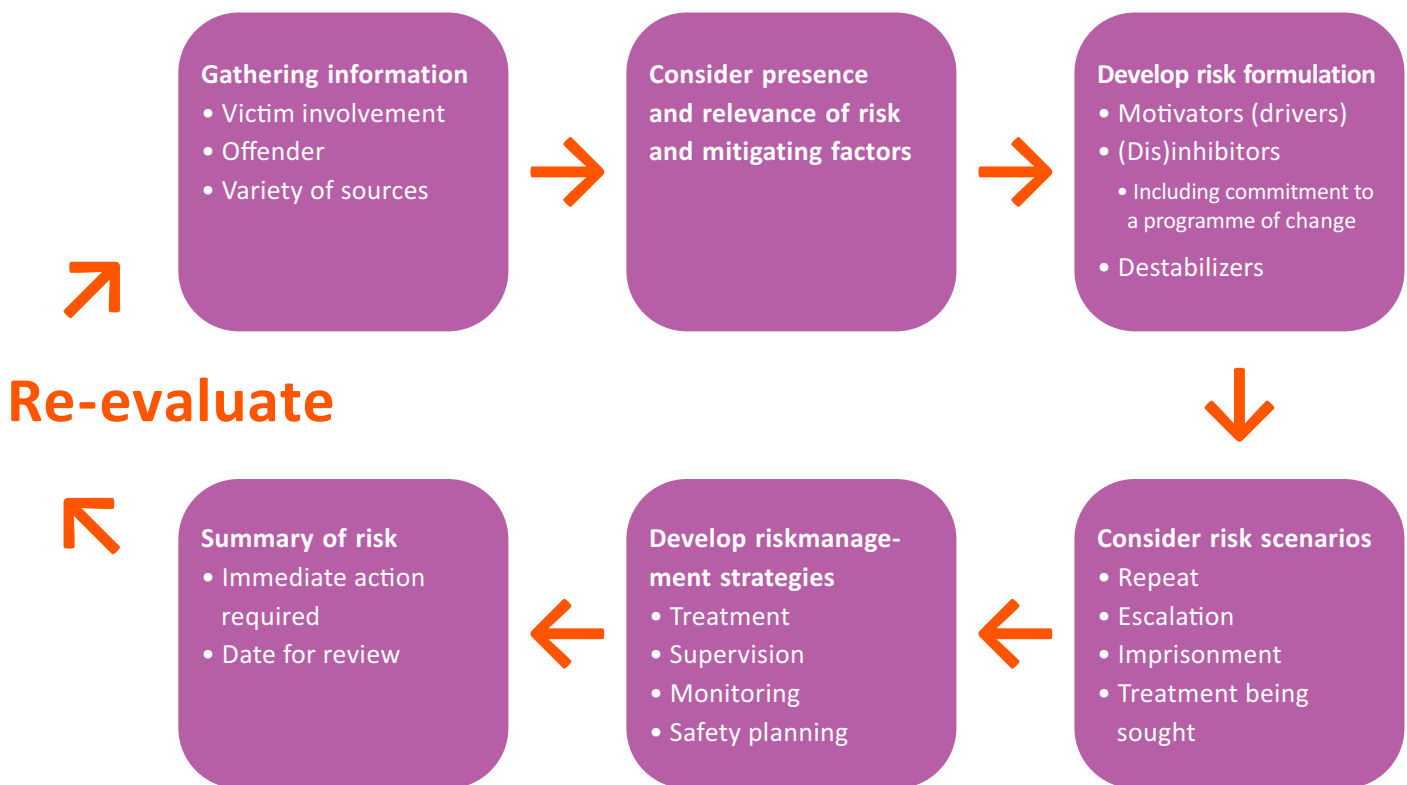 Gathering information
• Victim involvement
• Offender
• Variety of sources
Consider presence
and relevance of risk
and mitigating factors
Develop risk formulation
• Motivators (drivers)
• (Dis)inhibitors
• Including commitment to
a programme of change
• Destabilizers
Consider risk scenarios
• Repeat
• Escalation
• Imprisonment
• Treatment being
sought
Develop riskmanage-
ment strategies
• Treatment
• Supervision
• Monitoring
• Safety planning
Summary of risk
• Immediate action
required
• Date for review
Re-evaluate